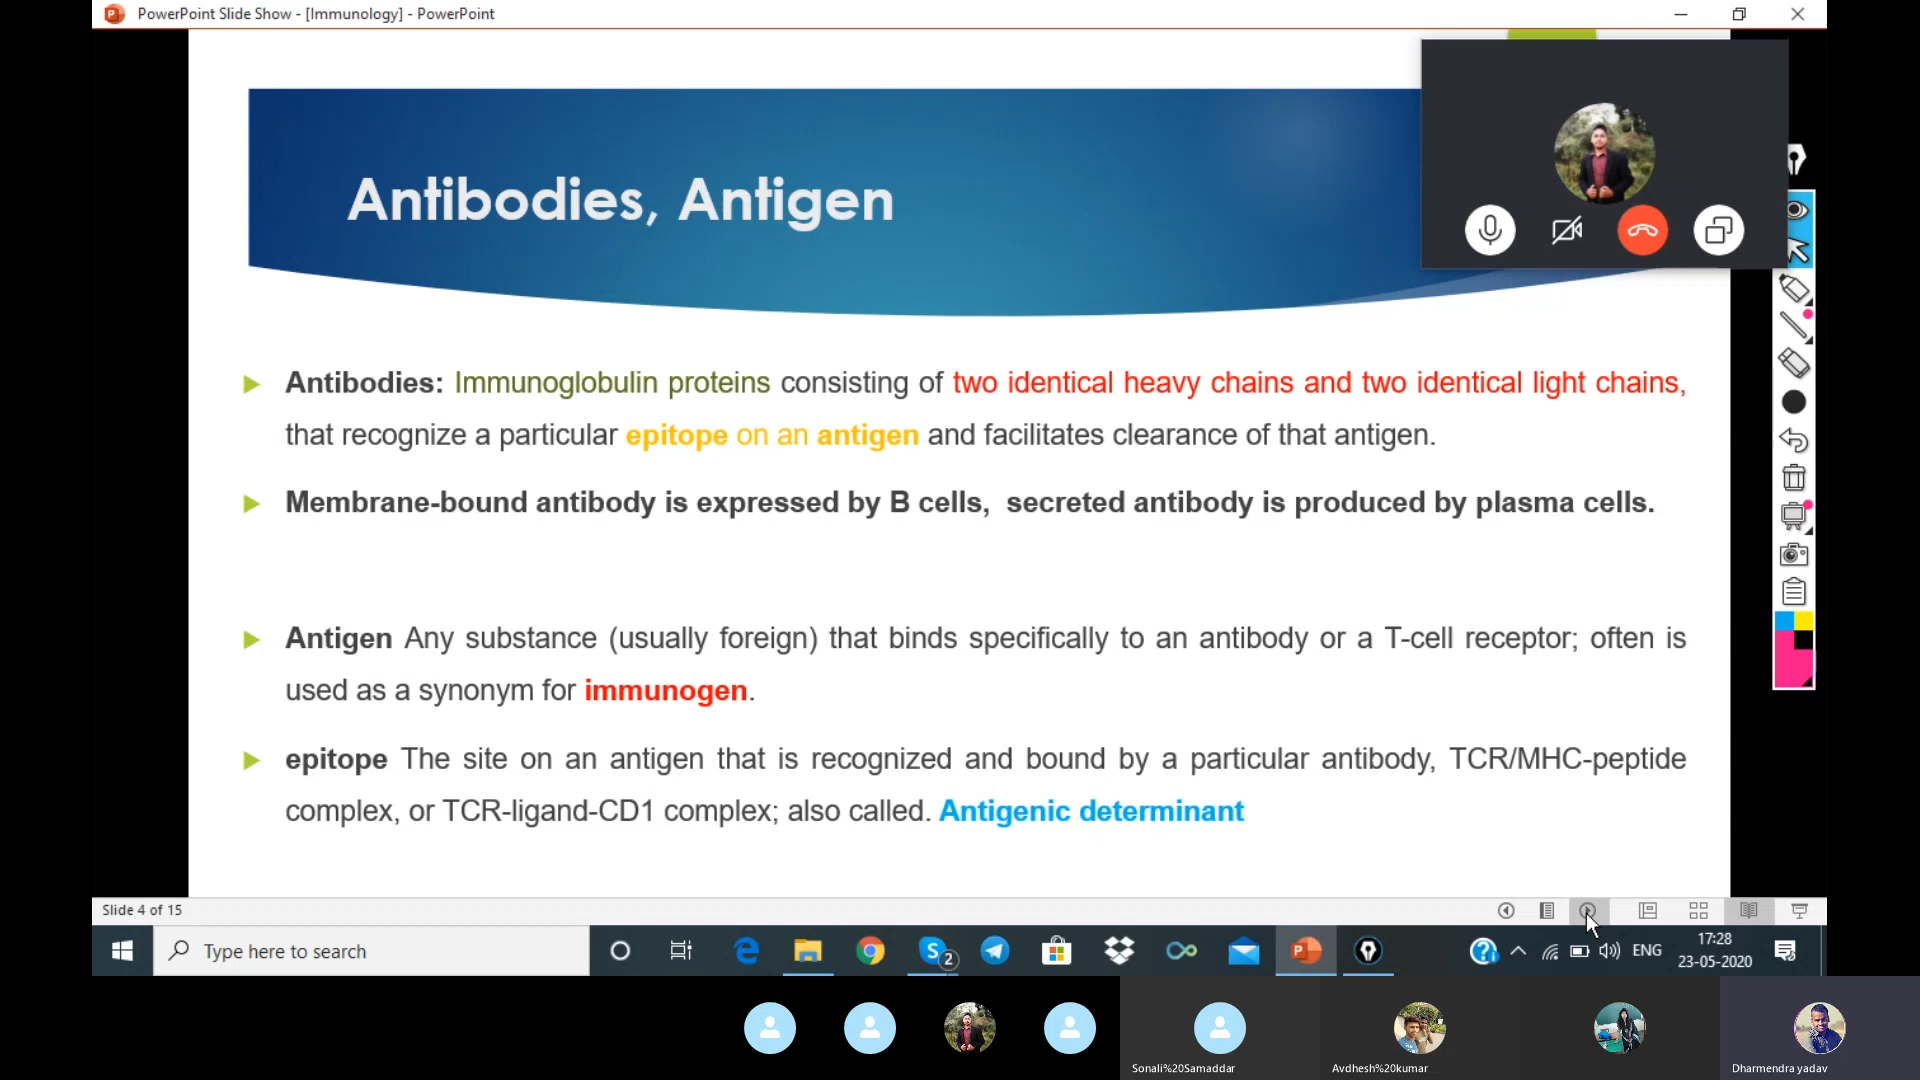 PowerPoint Slide Show - [Immunology] - PowerPoint
Antibodies, Antigen
Antibodies: Immunoglobulin proteins consisting of two identical heavy chains and two identical light chains,
that recognize a particular epitope on an antigen and facilitates clearance of that antigen.
Membrane-bound antibody is expressed by B cells, secreted antibody is produced by plasma cells.
Antigen Any substance (usually foreign) that binds specifically to an antibody or a T-cell receptor; often is
used as a synonym for immunogen.
epitope The site on an antigen that is recognized and bound by a particular antibody, TCR/MHC-peptide
complex, or TCR-ligand-CD1 complex; also called. Antigenic determinant
Slide 4 of 15
Type here to search
2
ENG
17:28
23-05-2020
Sonali%20Samaddar
Avdhesh%20kumar
Dharmendra yadav